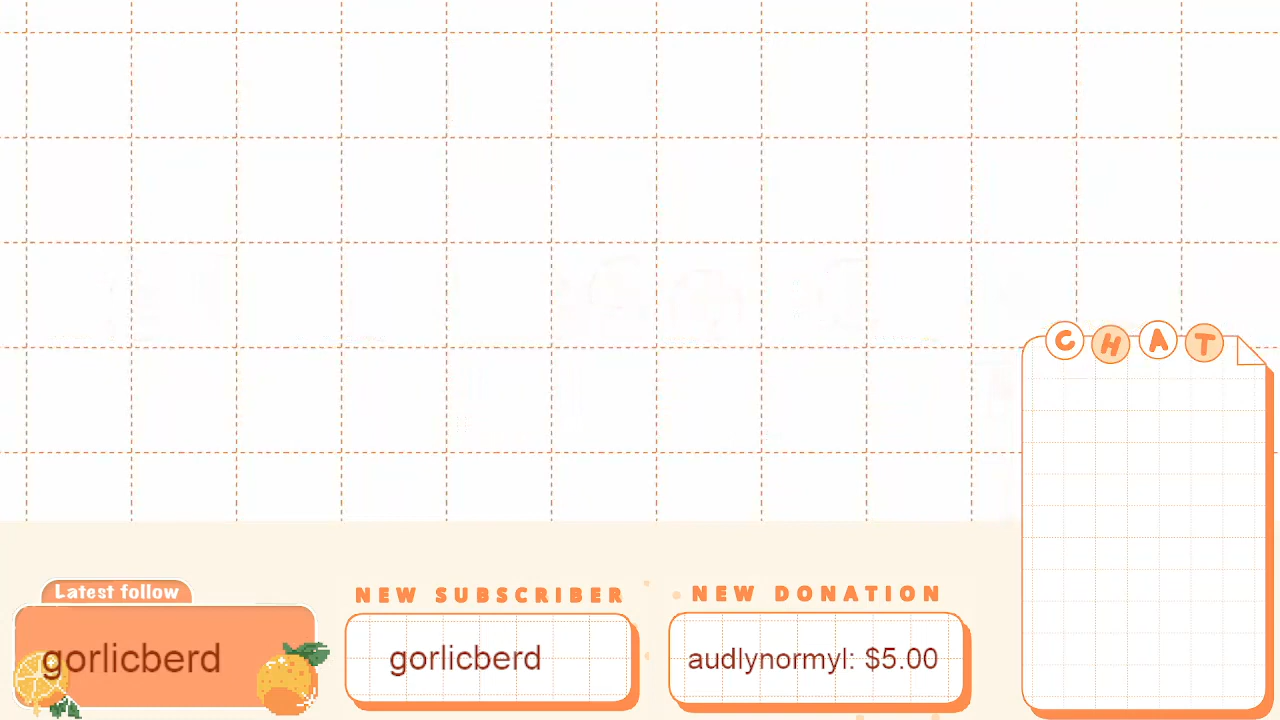 CHAT
Latest follow
gorlicberd
NEW SUBSCRIBER
gorlicberd
NEW DONATION
audlynormyl: $5.00